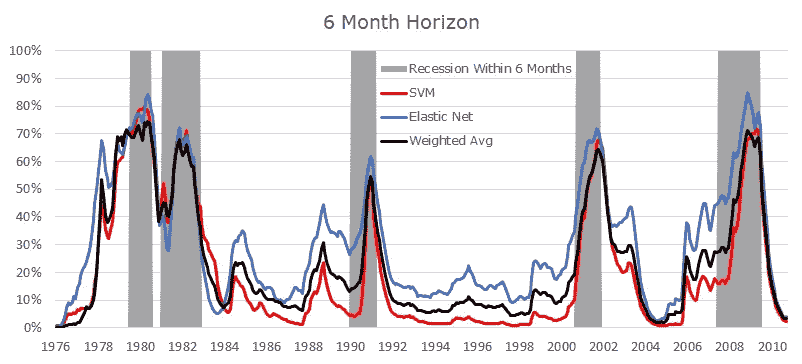 6 Month Horizon
100%
90%
80%
70%
60%
50%
40%
30%
20%
10%
0%
Recession Within 6 Months
SVM
Elastic Net
Weighted Avg
1976 1978 1980 1982 1984 1986 1988 1990 1992 1994 1996 1998 2000 2002 2004 2006 2008 2010